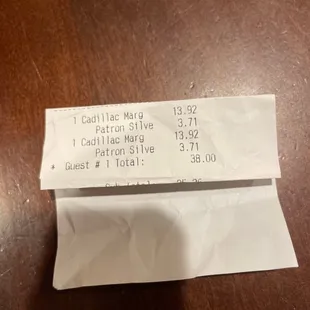 1 Cadillac Marg 13.92
Patron Silve 3.71
1 Cadillac Marg 13.92
Patron Silve 3.71
* Guest # 1 Total: 38.00